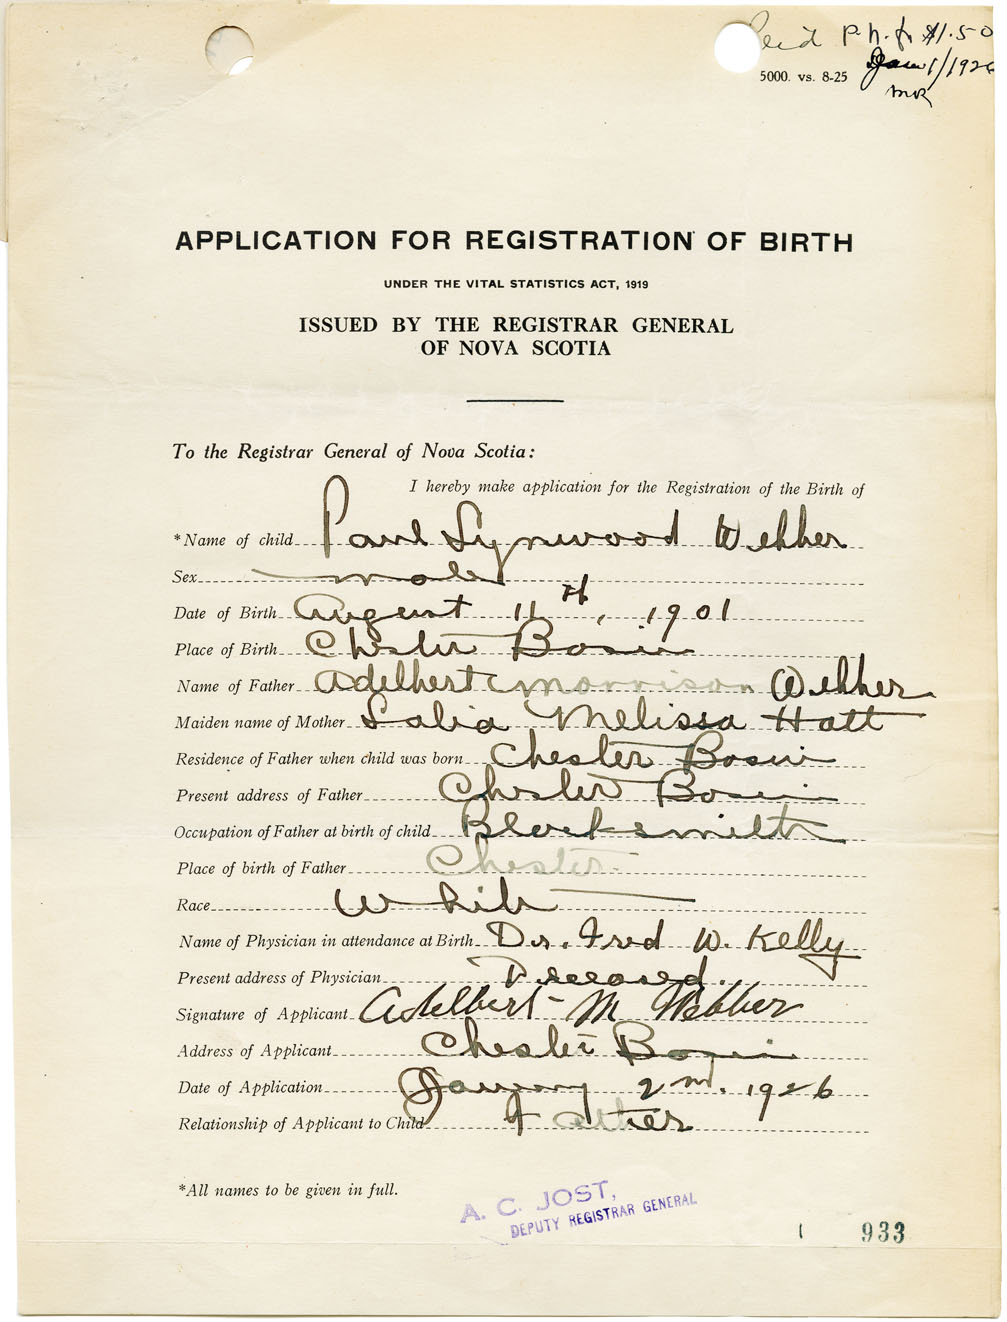 P. N. for $1.50
Jan 1/1926
5000. vs. 8-25
MR
APPLICATION FOR REGISTRATION OF BIRTH
UNDER THE VITAL STATISTICS ACT, 1919
ISSUED BY THE REGISTRAR GENERAL
OF NOVA SCOTIA
To the Registrar General of Nova Scotia:
I hereby make application for the Registration of the Birth of
*Name of child Paul Lynwood Webber
Sex male
Date of Birth August 11th, 1901
Place of Birth Chester Basin
Name of Father Adelbert Morrison Webber
Maiden name of Mother Salia Melissa Hatt
Residence of Father when child was born Chester Basin
Present address of Father Chester Basin
Occupation of Father at birth of child Blacksmith
Place of birth of Father Chester
Race White
Name of Physician in attendance at Birth Dr. Fred W. Kelly
Present address of Physician Deceased.
Signature of Applicant Adelbert M Webber
Address of Applicant Chester Basin
Date of Application January 2nd. 1926
Relationship of Applicant to Child Father
*All names to be given in full.
A. C. JOST,
DEPUTY REGISTRAR GENERAL
933